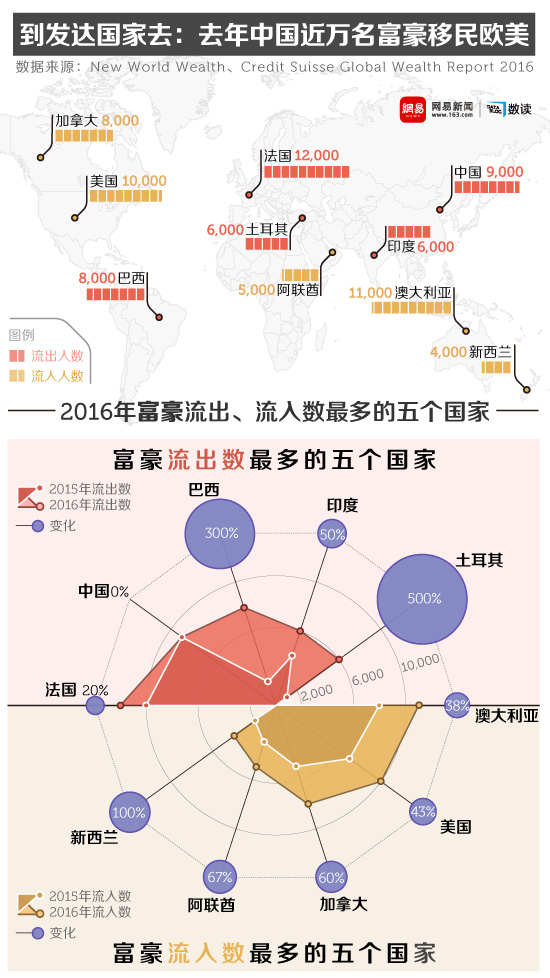 到发达国家去：去年中国近万名富豪移民欧美
数据来源：New World Wealth、Credit Suisse Global Wealth Report 2016
網易 NEWS 网易新闻 www.163.com DATA BLOG 数读
加拿大 8,000
美国 10,000
法国 12,000
中国 9,000
6,000 土耳其
印度 6,000
5,000 阿联酋
8,000 巴西
11,000 澳大利亚
4,000 新西兰
图例
流出人数
流入人数
2016年富豪流出、流入数最多的五个国家
富豪流出数最多的五个国家
2015年流出数
2016年流出数
变化
巴西
300%
印度
50%
土耳其
500%
中国0%
法国 20%
2,000
6,000
10,000
38%
澳大利亚
43%
美国
100%
新西兰
67%
阿联酋
60%
加拿大
2015年流入数
2016年流入数
变化
富豪流入数最多的五个国家